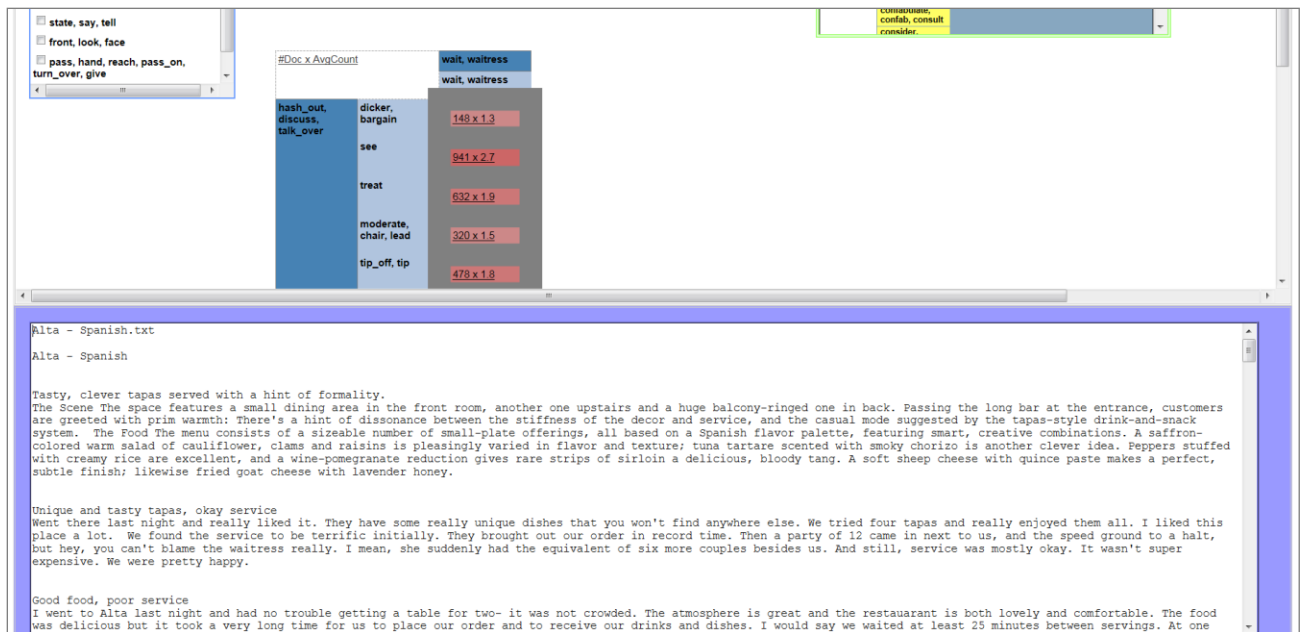 state, say, tell
front, look, face
pass, hand, reach, pass_on,
turn_over, give
confabulate,
confab, consult
consider,
#Doc x AvgCount
wait, waitress
wait, waitress
hash_out,
discuss,
talk_over
dicker,
bargain
148 x 1.3
see
941 x 2.7
treat
632 x 1.9
moderate,
chair, lead
320 x 1.5
tip_off, tip
478 x 1.8
Alta - Spanish.txt
Alta - Spanish
Tasty, clever tapas served with a hint of formality.
The Scene The space features a small dining area in the front room, another one upstairs and a huge balcony-ringed one in back. Passing the long bar at the entrance, customers
are greeted with prim warmth: There's a hint of dissonance between the stiffness of the decor and service, and the casual mode suggested by the tapas-style drink-and-snack
system.  The Food The menu consists of a sizeable number of small-plate offerings, all based on a Spanish flavor palette, featuring smart, creative combinations. A saffron-
colored warm salad of cauliflower, clams and raisins is pleasingly varied in flavor and texture; tuna tartare scented with smoky chorizo is another clever idea. Peppers stuffed
with creamy rice are excellent, and a wine-pomegranate reduction gives rare strips of sirloin a delicious, bloody tang. A soft sheep cheese with quince paste makes a perfect,
subtle finish; likewise fried goat cheese with lavender honey.
Unique and tasty tapas, okay service
Went there last night and really liked it. They have some really unique dishes that you won't find anywhere else. We tried four tapas and really enjoyed them all. I liked this
place a lot.  We found the service to be terrific initially. They brought out our order in record time. Then a party of 12 came in next to us, and the speed ground to a halt,
but hey, you can't blame the waitress really. I mean, she suddenly had the equivalent of six more couples besides us. And still, service was mostly okay. It wasn't super
expensive. We were pretty happy.
Good food, poor service
I went to Alta last night and had no trouble getting a table for two- it was not crowded. The atmosphere is great and the restauarant is both lovely and comfortable. The food
was delicious but it took a very long time for us to place our order and to receive our drinks and dishes. I would say we waited at least 25 minutes between servings. At one